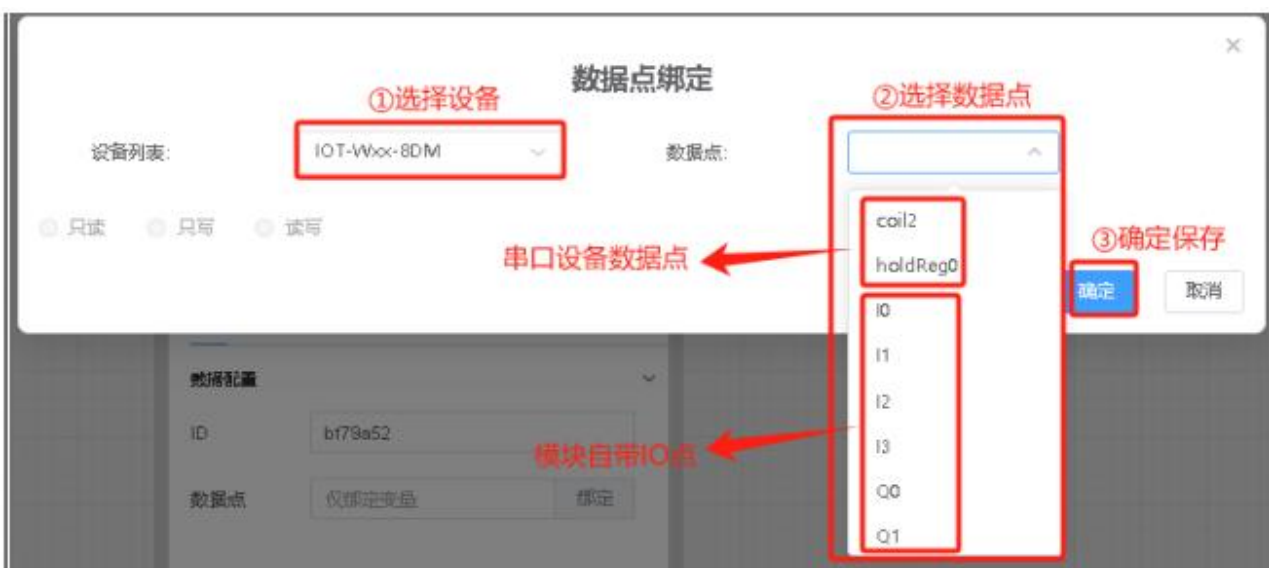 数据点绑定
①选择设备
②选择数据点
设备列表:
IOT-Wxx-8DM
数据点:
只读
只写
读写
串口设备数据点
coil2
holdReg0
③确定保存
确定
取消
I0
I1
I2
I3
Q0
Q1
数据配置
ID
bf79a52
模块自带IO点
数据点
仅绑定变量
绑定